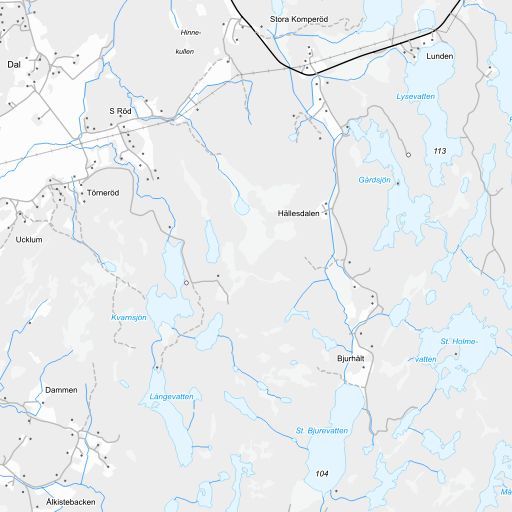 Stora Komperöd
Hinne-
kullen
Lunden
Dal
Lysevatten
S Röd
113
Gårdsjön
Törneröd
Hällesdalen
Ucklum
Kvarnsjön
St. Holme-
vatten
Bjurhält
Dammen
Långevatten
St. Bjurevatten
104
Ålkistebacken